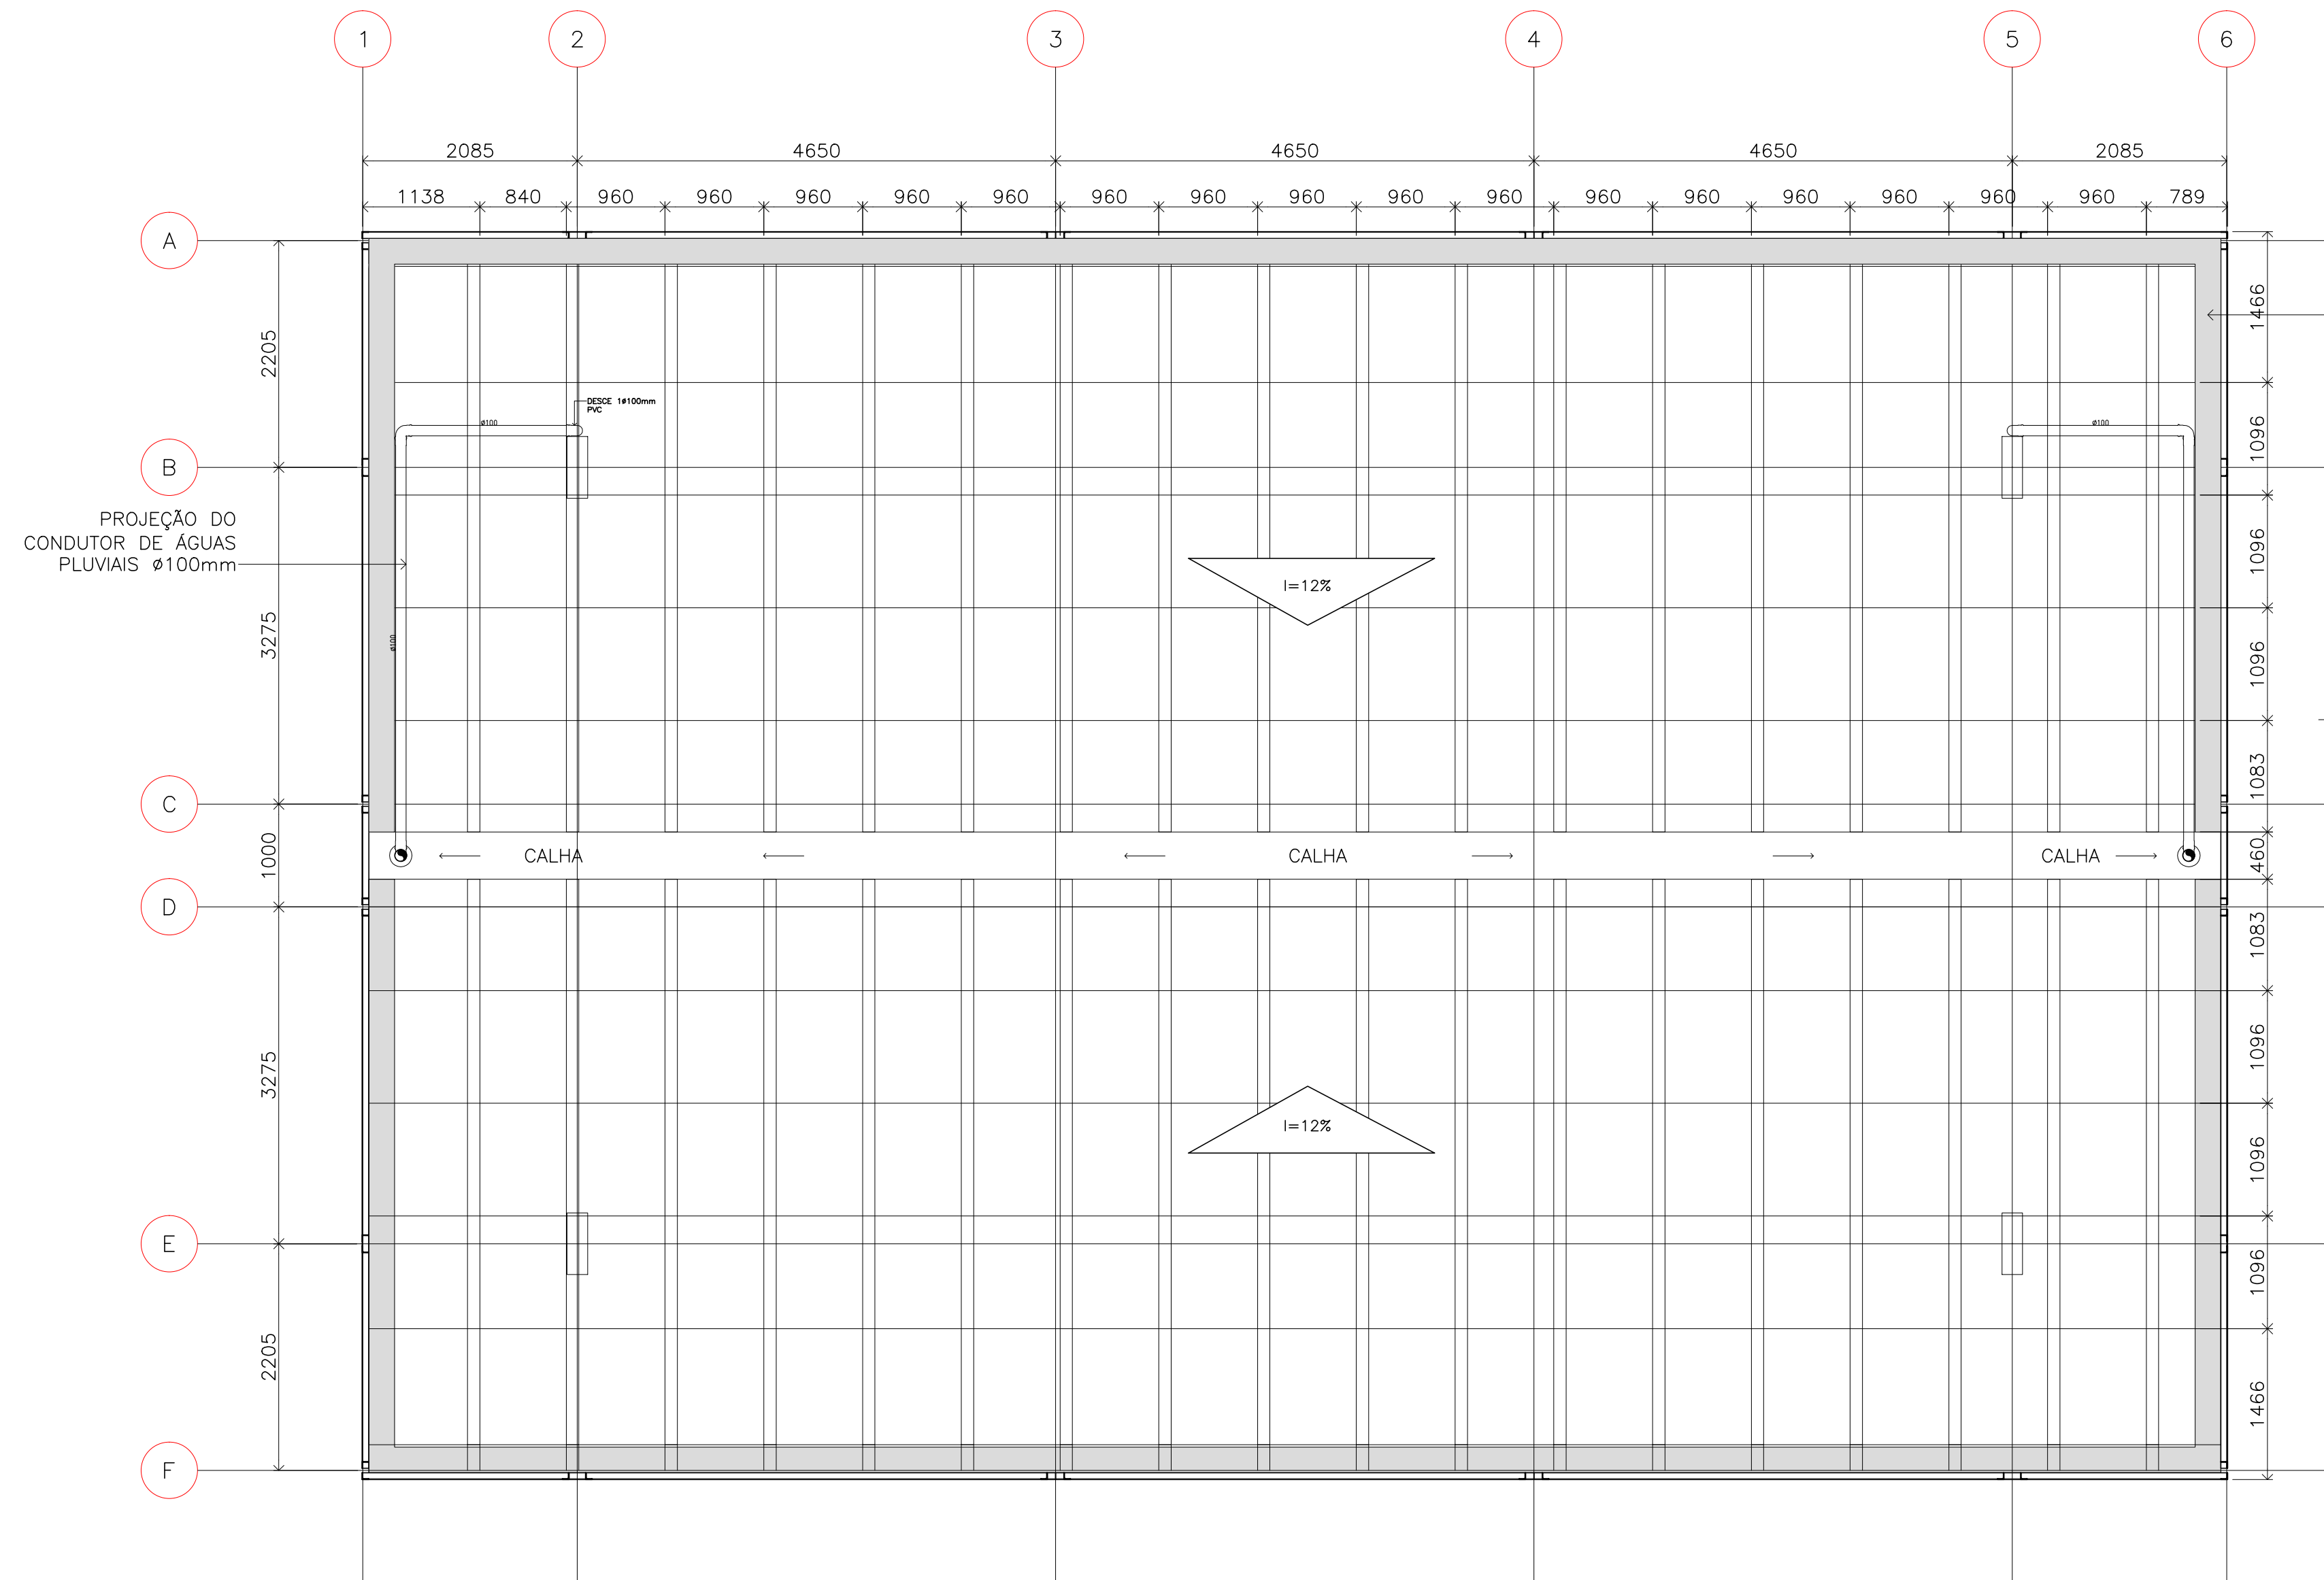 1 2 3 4 5 6
2085 4650 4650 4650 2085
1138 840 960 960 960 960 960 960 960 960 960 960 960 960 960 960 960 960 789
A
B
C
D
E
F
2205
3275
1000
3275
2205
DESCE 1ø100mm
PVC
ø100
ø100
ø100
PROJEÇÃO DO
CONDUTOR DE ÁGUAS
PLUVIAIS ø100mm
I=12%
CALHA CALHA CALHA
I=12%
1466
1096
1096
1096
1083
460
1083
1096
1096
1096
1466